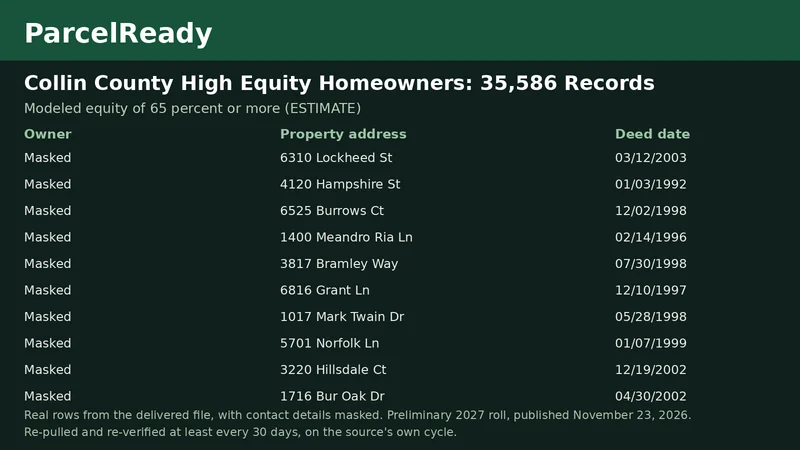 ParcelReady
Collin County High Equity Homeowners: 35,586 Records
Modeled equity of 65 percent or more (ESTIMATE)
Owner Property address Deed date
Masked 6310 Lockheed St 03/12/2003
Masked 4120 Hampshire St 01/03/1992
Masked 6525 Burrows Ct 12/02/1998
Masked 1400 Meandro Ria Ln 02/14/1996
Masked 3817 Bramley Way 07/30/1998
Masked 6816 Grant Ln 12/10/1997
Masked 1017 Mark Twain Dr 05/28/1998
Masked 5701 Norfolk Ln 01/07/1999
Masked 3220 Hillsdale Ct 12/19/2002
Masked 1716 Bur Oak Dr 04/30/2002
Real rows from the delivered file, with contact details masked. Preliminary 2027 roll, published November 23, 2026.
Re-pulled and re-verified at least every 30 days, on the source's own cycle.